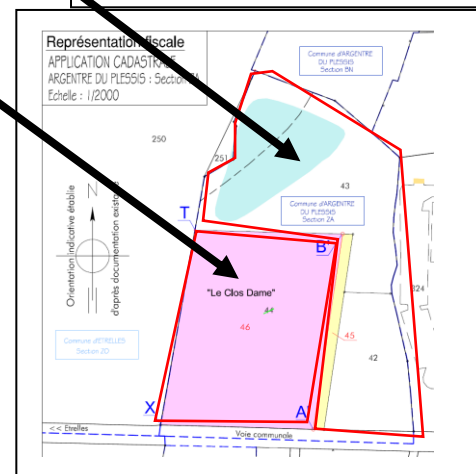 Représentation fiscale
APPLICATION CADASTRALE
ARGENTRE DU PLESSIS : Section ZA
Echelle : 1/2000
Commune d'ARGENTRE
DU PLESSIS
Section BN
250
251
43
Orientation indicative établie
d'après documentation existante
N
T
Commune d'ARGENTRE
DU PLESSIS
Section ZA
B'
"Le Clos Dame"
44
46
224
45
Commune d'ETRELLES
Section ZO
42
X
A
<< Etrelles
Voie communale